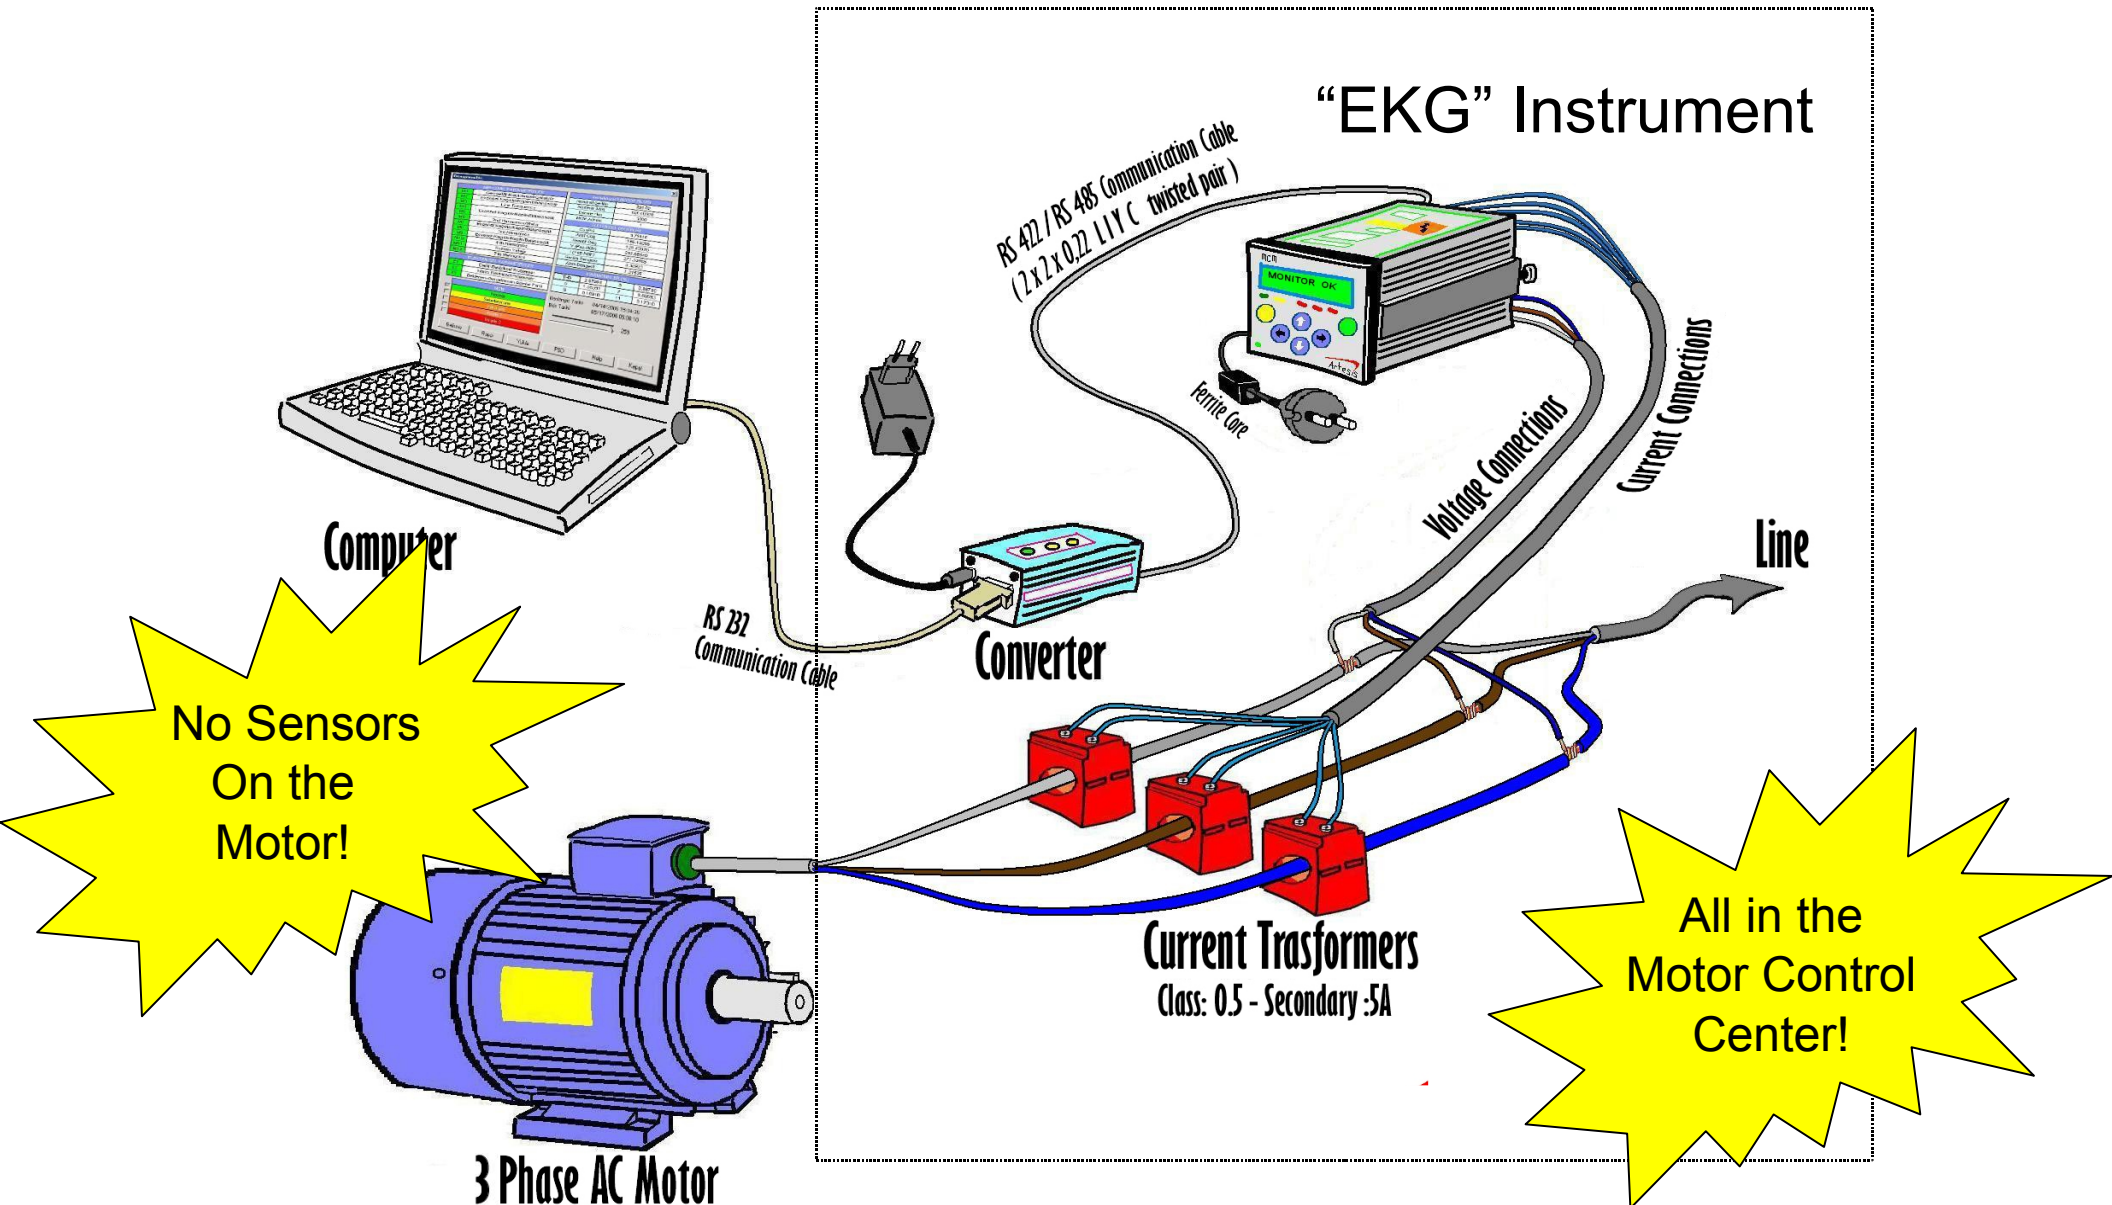 “EKG” Instrument
RS 422 / RS 485 Communication Cable
( 2 x 2 x 0,22 L I Y C twisted pair )
MCM
MONITOR OK
Artesis
Ferrite Core
Voltage Connections
Current Connections
Line
Computer
RS 232
Communication Cable
Converter
No Sensors
On the
Motor!
Current Trasformers
Class: 0.5 - Secondary :5A
All in the
Motor Control
Center!
3 Phase AC Motor